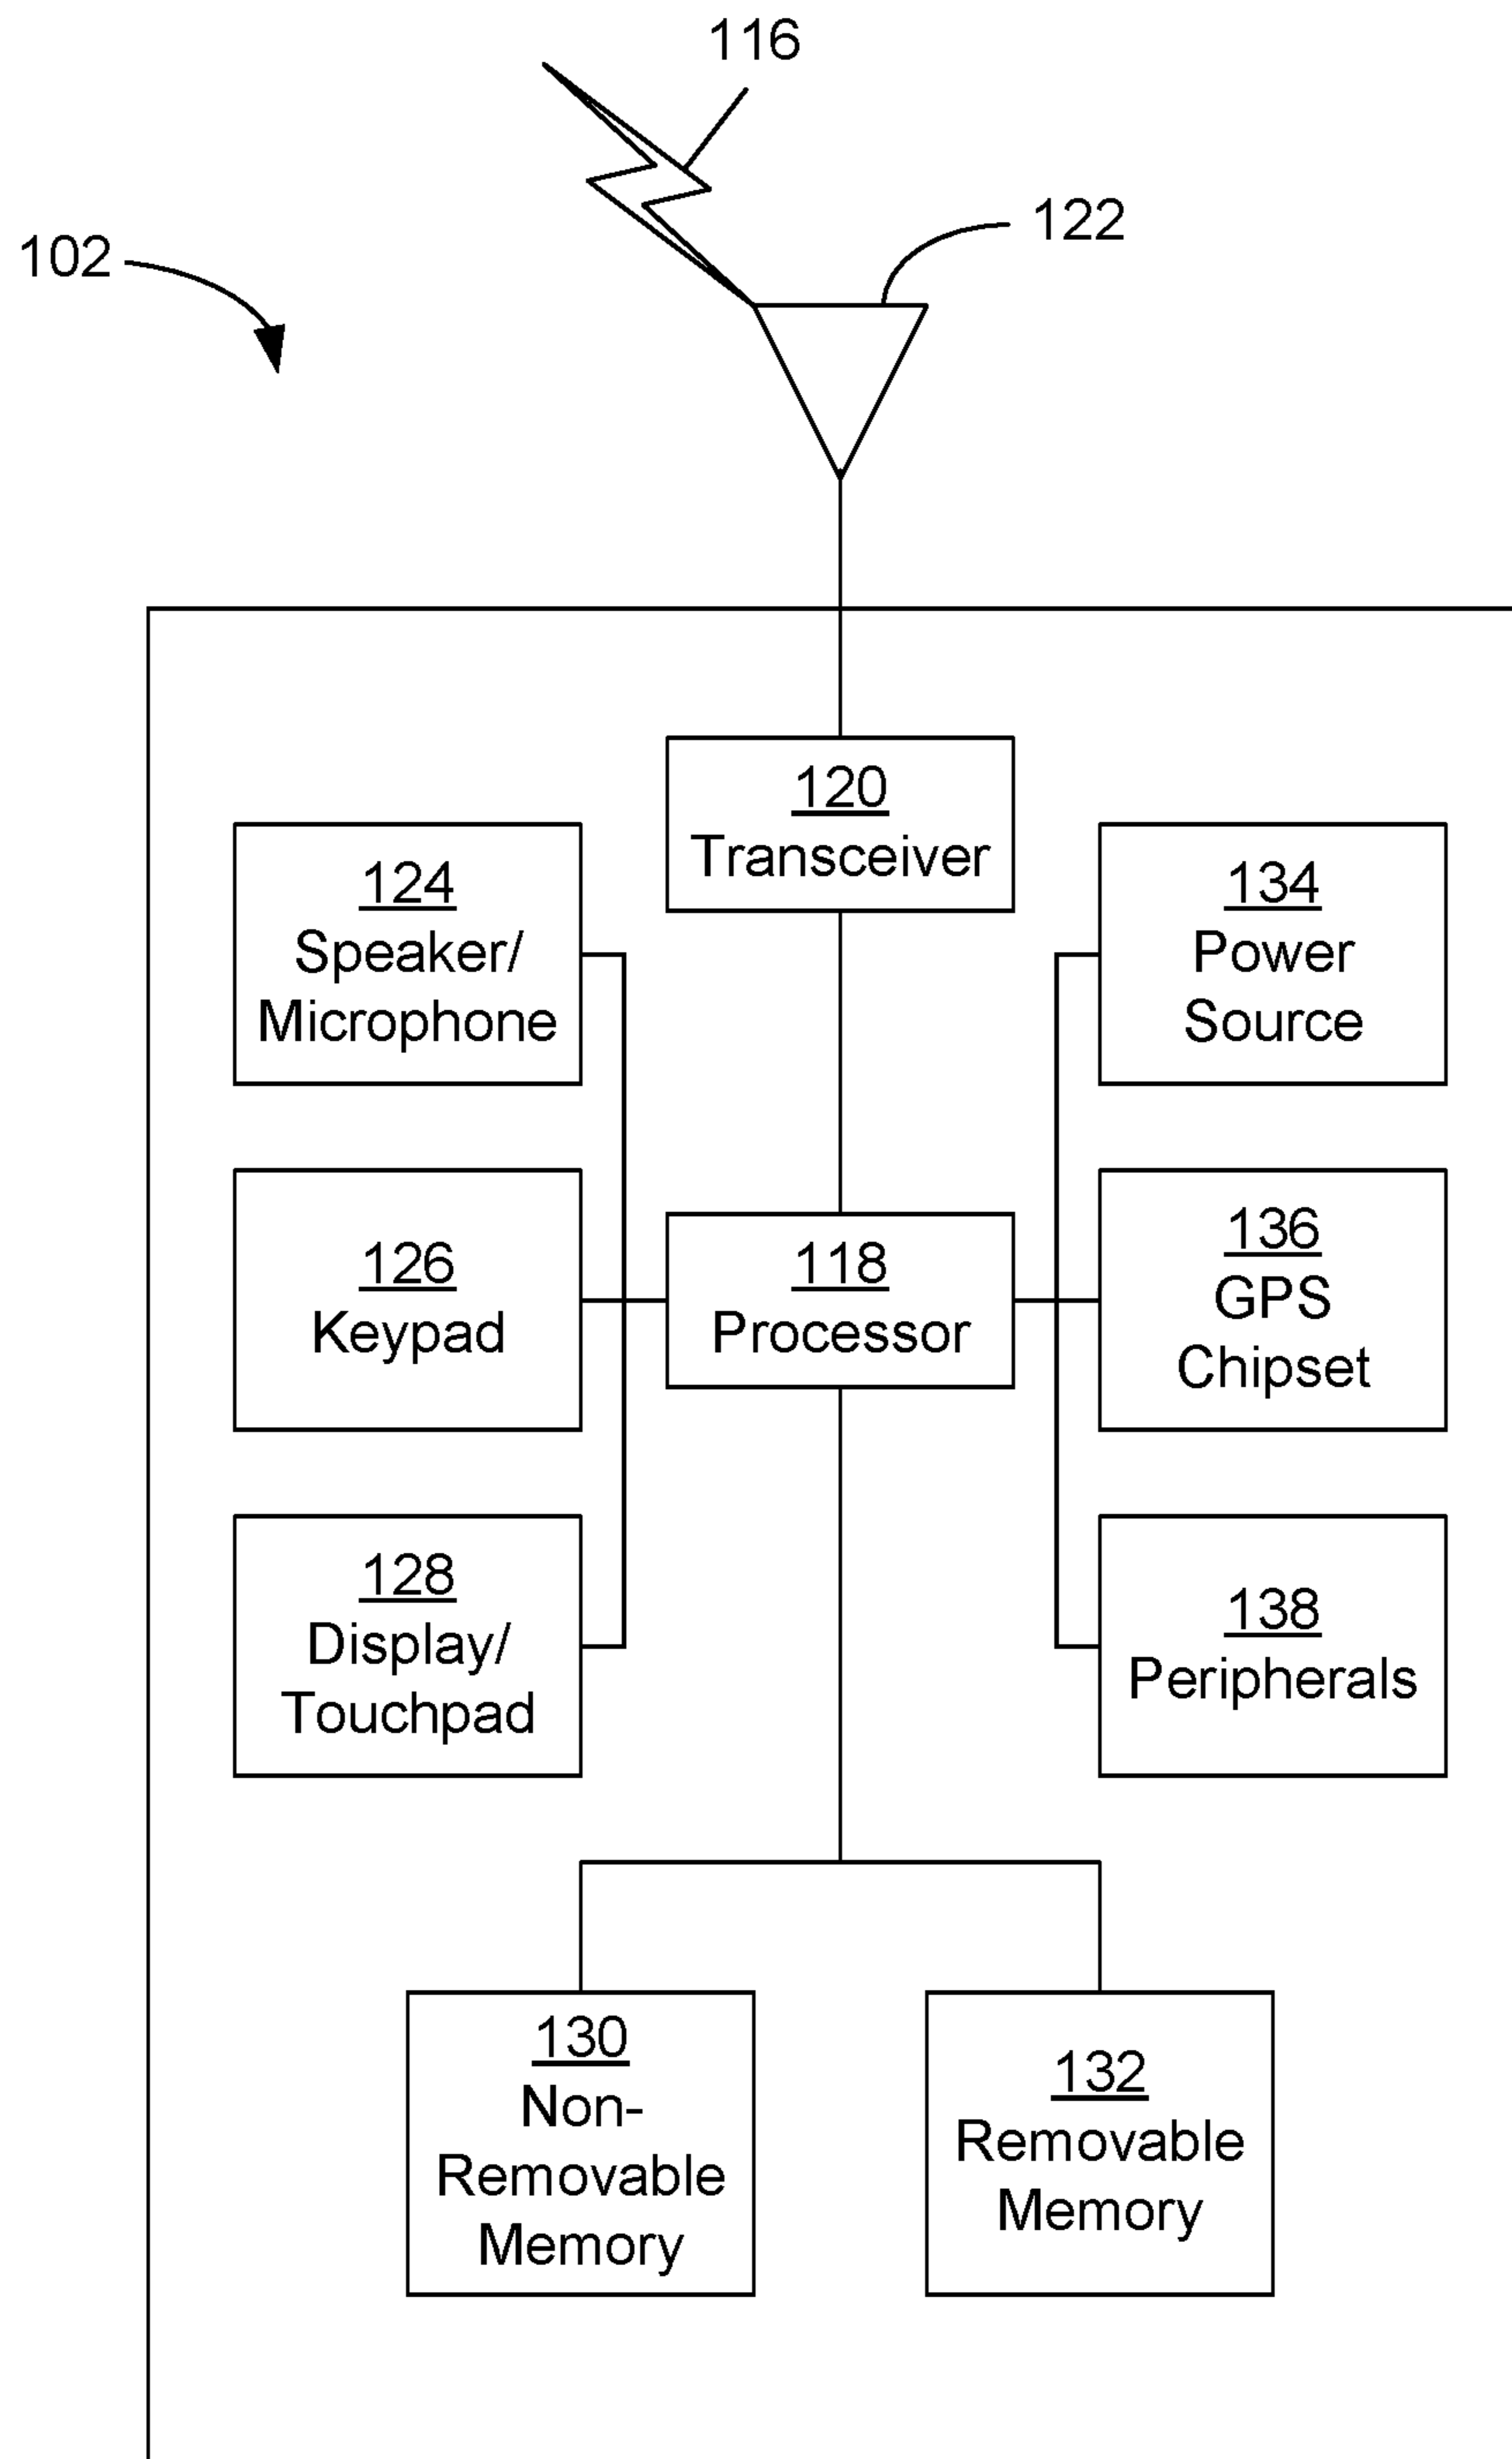 116
122
102
120
Transceiver
124
Speaker/
Microphone
134
Power
Source
126
Keypad
118
Processor
136
GPS
Chipset
128
Display/
Touchpad
138
Peripherals
130
Non-
Removable
Memory
132
Removable
Memory